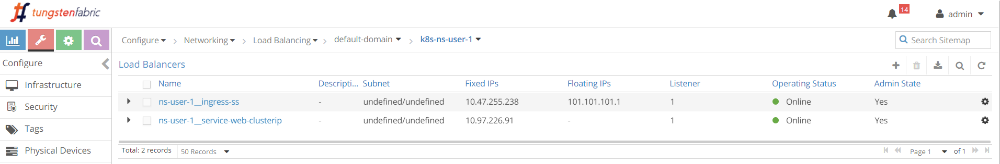 tungstenfabric
14
admin
Configure
Networking
Load Balancing
default-domain
k8s-ns-user-1
Search Sitemap
Configure
Infrastructure
Security
Tags
Physical Devices
Load Balancers
Name Descripti... Subnet Fixed IPs Floating IPs Listener Operating Status Admin State
ns-user-1__ingress-ss - undefined/undefined 10.47.255.238 101.101.101.1 1 Online Yes
ns-user-1__service-web-clusterip - undefined/undefined 10.97.226.91 - 1 Online Yes
Total: 2 records 50 Records Page 1 of 1